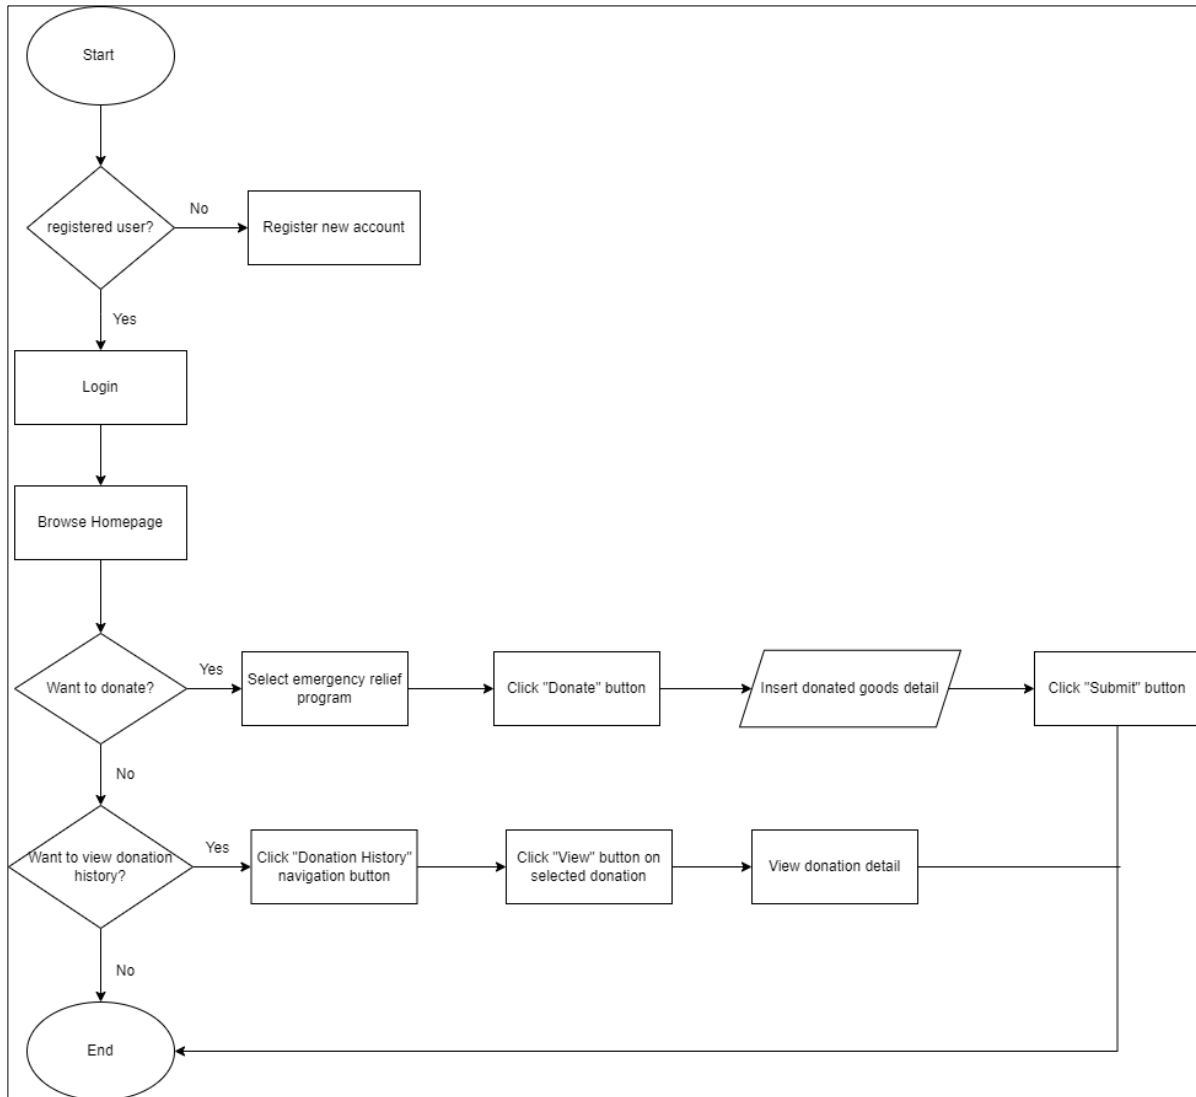 Start
registered user?
No
Register new account
Yes
Login
Browse Homepage
Want to donate?
Yes
Select emergency relief
program
Click "Donate" button
Insert donated goods detail
Click "Submit" button
No
Want to view donation
history?
Yes
Click "Donation History"
navigation button
Click "View" button on
selected donation
View donation detail
No
End